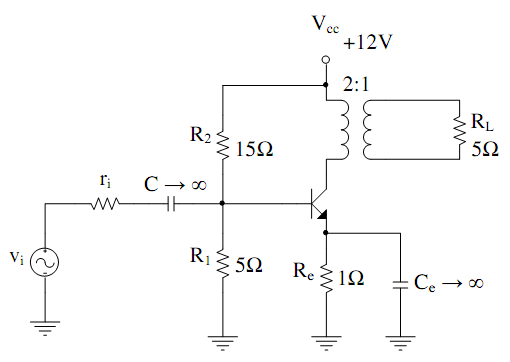 Vcc
+12V
2:1
R2
15Ω
RL
5Ω
ri
C → ∞
vi
R1
5Ω
Re
1Ω
Ce → ∞